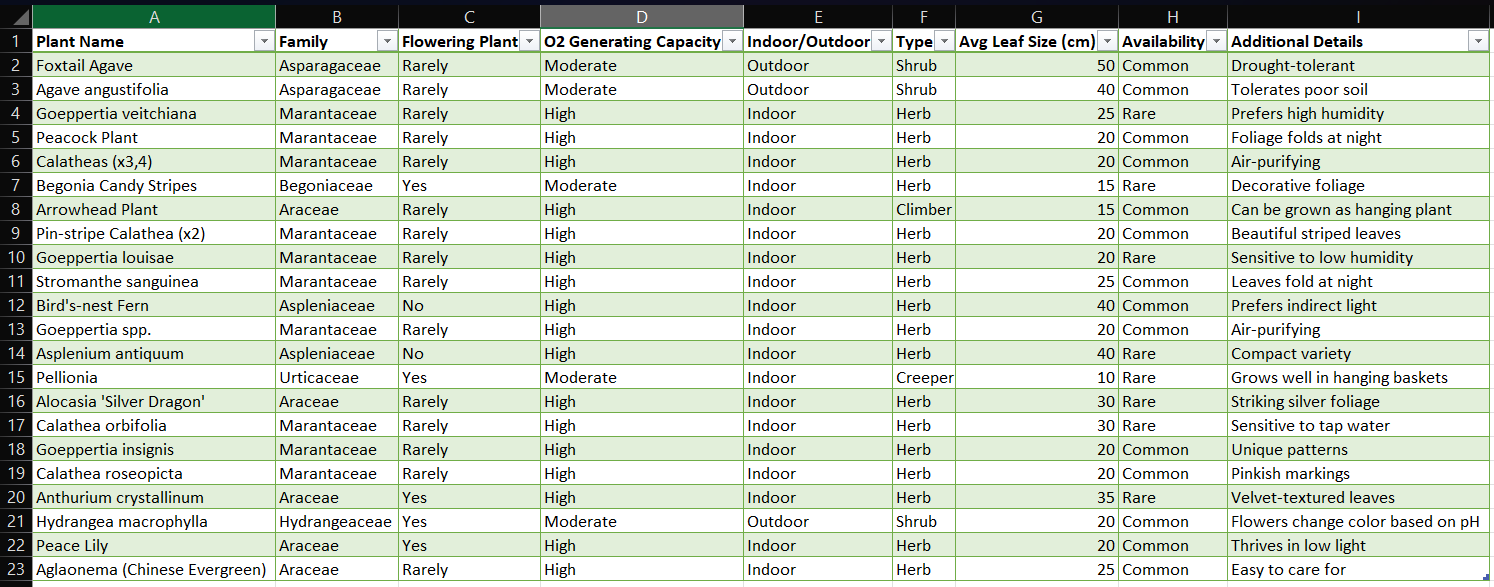 A B C D E F G H I
1 Plant Name Family Flowering Plant O2 Generating Capacity Indoor/Outdoor Type Avg Leaf Size (cm) Availability Additional Details
2 Foxtail Agave Asparagaceae Rarely Moderate Outdoor Shrub 50 Common Drought-tolerant
3 Agave angustifolia Asparagaceae Rarely Moderate Outdoor Shrub 40 Common Tolerates poor soil
4 Goeppertia veitchiana Marantaceae Rarely High Indoor Herb 25 Rare Prefers high humidity
5 Peacock Plant Marantaceae Rarely High Indoor Herb 20 Common Foliage folds at night
6 Calatheas (x3,4) Marantaceae Rarely High Indoor Herb 20 Common Air-purifying
7 Begonia Candy Stripes Begoniaceae Yes Moderate Indoor Herb 15 Rare Decorative foliage
8 Arrowhead Plant Araceae Rarely High Indoor Climber 15 Common Can be grown as hanging plant
9 Pin-stripe Calathea (x2) Marantaceae Rarely High Indoor Herb 20 Common Beautiful striped leaves
10 Goeppertia louisae Marantaceae Rarely High Indoor Herb 20 Rare Sensitive to low humidity
11 Stromanthe sanguinea Marantaceae Rarely High Indoor Herb 25 Common Leaves fold at night
12 Bird's-nest Fern Aspleniaceae No High Indoor Herb 40 Common Prefers indirect light
13 Goeppertia spp. Marantaceae Rarely High Indoor Herb 20 Common Air-purifying
14 Asplenium antiquum Aspleniaceae No High Indoor Herb 40 Rare Compact variety
15 Pellionia Urticaceae Yes Moderate Indoor Creeper 10 Rare Grows well in hanging baskets
16 Alocasia 'Silver Dragon' Araceae Rarely High Indoor Herb 30 Rare Striking silver foliage
17 Calathea orbifolia Marantaceae Rarely High Indoor Herb 30 Rare Sensitive to tap water
18 Goeppertia insignis Marantaceae Rarely High Indoor Herb 20 Common Unique patterns
19 Calathea roseopicta Marantaceae Rarely High Indoor Herb 20 Common Pinkish markings
20 Anthurium crystallinum Araceae Yes High Indoor Herb 35 Rare Velvet-textured leaves
21 Hydrangea macrophylla Hydrangeaceae Yes Moderate Outdoor Shrub 20 Common Flowers change color based on pH
22 Peace Lily Araceae Yes High Indoor Herb 20 Common Thrives in low light
23 Aglaonema (Chinese Evergreen) Araceae Rarely High Indoor Herb 25 Common Easy to care for